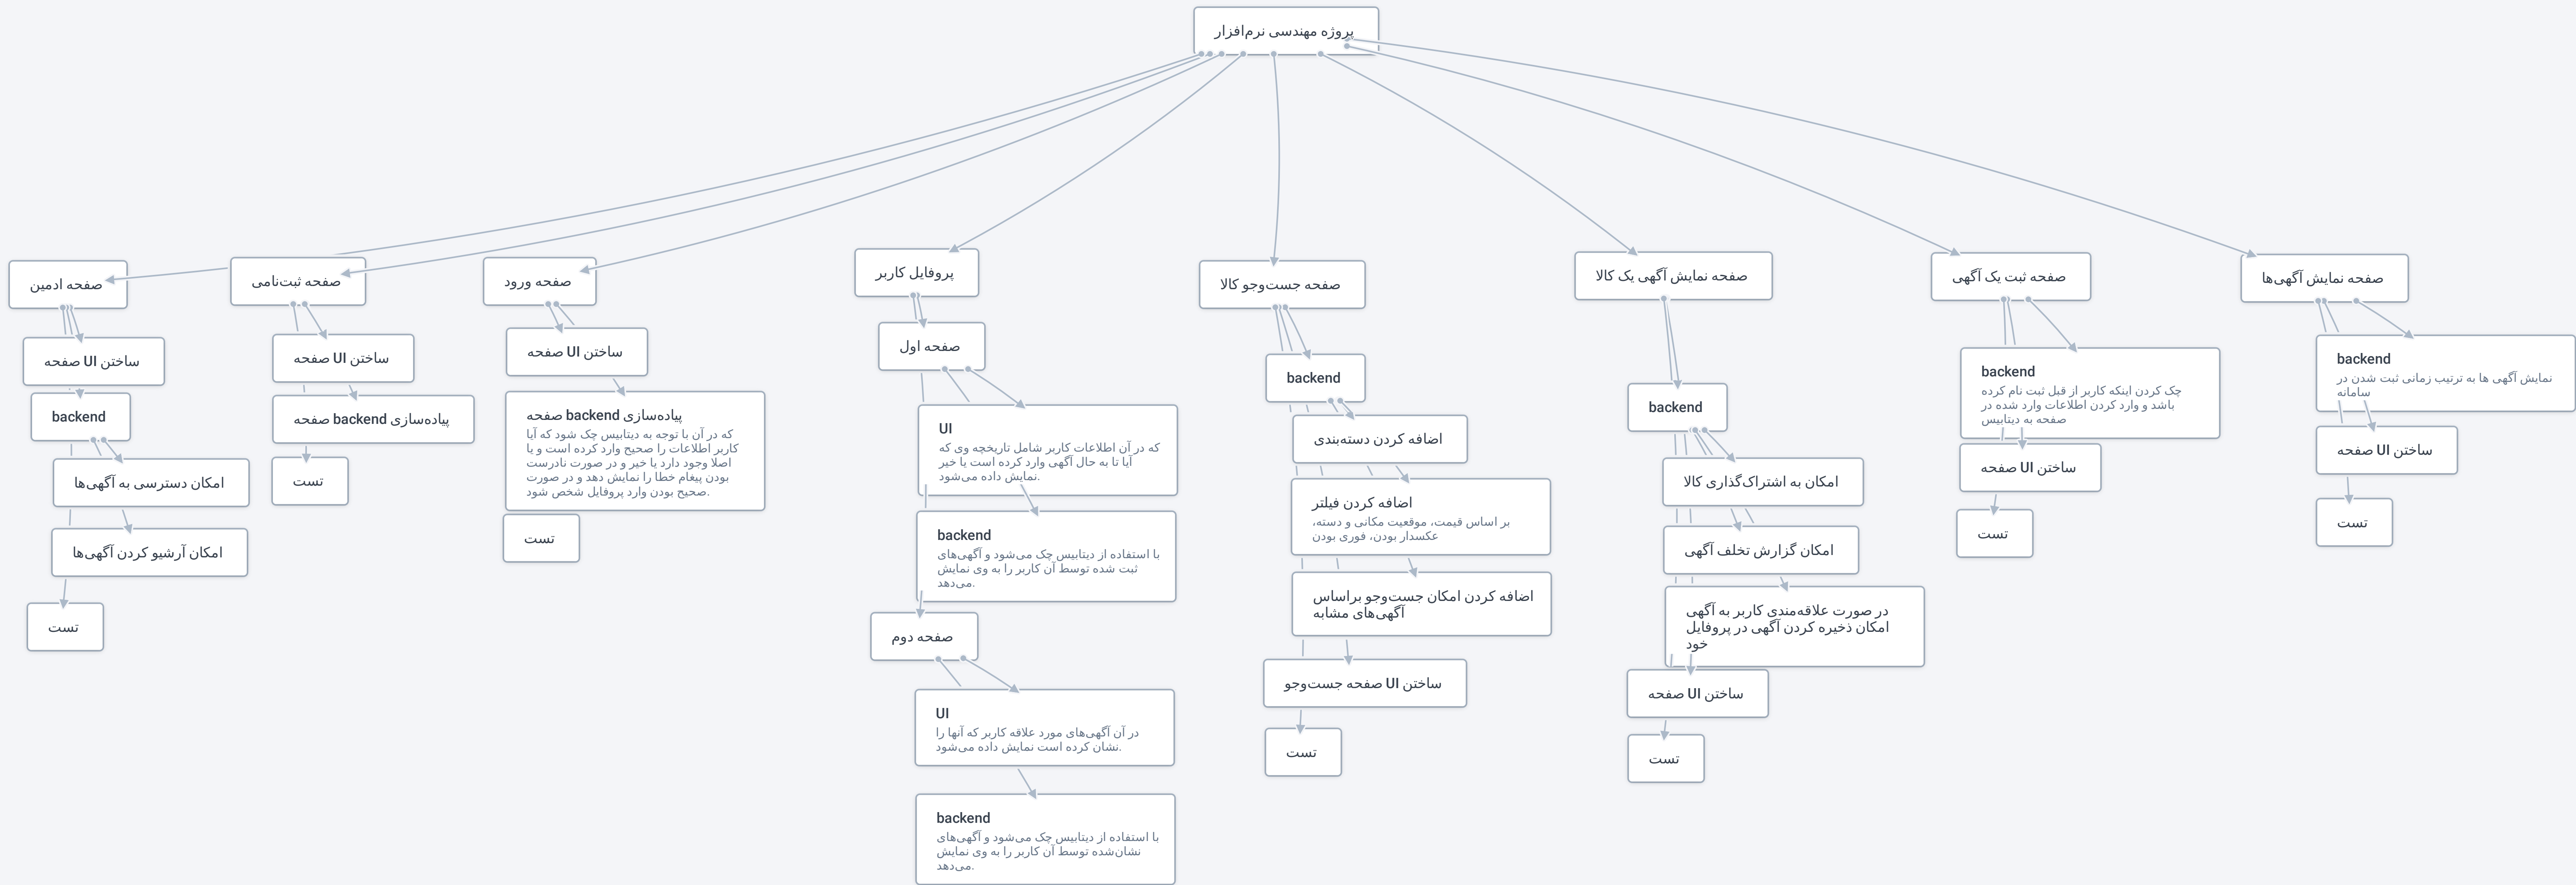 پروژه مهندسی نرم‌افزار
صفحه ادمین
ساختن UI صفحه
backend
امکان دسترسی به آگهی‌ها
امکان آرشیو کردن آگهی‌ها
تست
صفحه ثبت‌نامی
ساختن UI صفحه
پیاده‌سازی backend صفحه
تست
صفحه ورود
ساختن UI صفحه
پیاده‌سازی backend صفحه
که در آن با توجه به دیتابیس چک شود که آیا
کاربر اطلاعات را صحیح وارد کرده است و یا
اصلا وجود دارد یا خیر و در صورت نادرست
بودن پیغام خطا را نمایش دهد و در صورت
صحیح بودن وارد پروفایل شخص شود.
تست
پروفایل کاربر
صفحه اول
UI
که در آن اطلاعات کاربر شامل تاریخچه وی که
آیا تا به حال آگهی وارد کرده است یا خیر
نمایش داده می‌شود.
backend
با استفاده از دیتابیس چک می‌شود و آگهی‌های
ثبت شده توسط آن کاربر را به وی نمایش
می‌دهد.
صفحه دوم
UI
در آن آگهی‌های مورد علاقه کاربر که آنها را
نشان کرده است نمایش داده می‌شود.
backend
با استفاده از دیتابیس چک می‌شود و آگهی‌های
نشان‌شده توسط آن کاربر را به وی نمایش
می‌دهد.
صفحه جست‌وجو کالا
backend
اضافه کردن دسته‌بندی
اضافه کردن فیلتر
بر اساس قیمت، موقعیت مکانی و دسته،
عکسدار بودن، فوری بودن
اضافه کردن امکان جست‌وجو براساس
آگهی‌های مشابه
ساختن UI صفحه جست‌وجو
تست
صفحه نمایش آگهی یک کالا
backend
امکان به اشتراک‌گذاری کالا
امکان گزارش تخلف آگهی
در صورت علاقه‌مندی کاربر به آگهی
امکان ذخیره کردن آگهی در پروفایل
خود
ساختن UI صفحه
تست
صفحه ثبت یک آگهی
backend
چک کردن اینکه کاربر از قبل ثبت نام کرده
باشد و وارد کردن اطلاعات وارد شده در
صفحه به دیتابیس
ساختن UI صفحه
تست
صفحه نمایش آگهی‌ها
backend
نمایش آگهی ها به ترتیب زمانی ثبت شدن در
سامانه
ساختن UI صفحه
تست